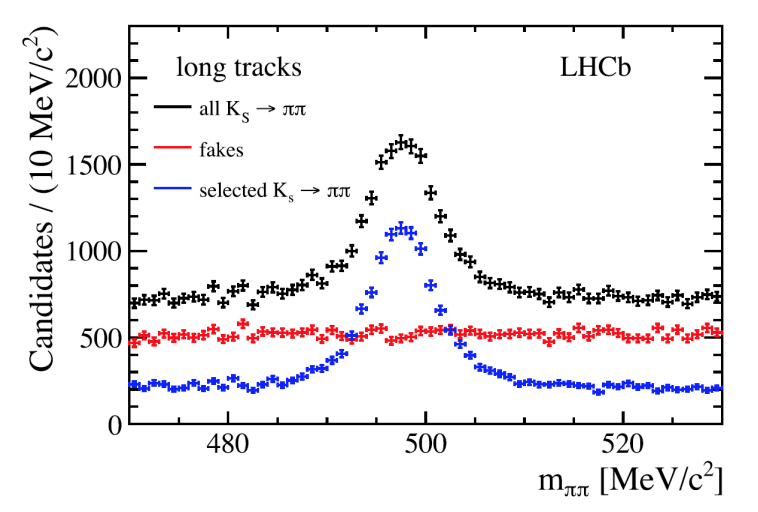 Candidates / (10 MeV/c²)
long tracks
LHCb
all K_S → ππ
fakes
selected K_s → ππ
2000
1500
1000
500
0
480 500 520
m_ππ [MeV/c²]